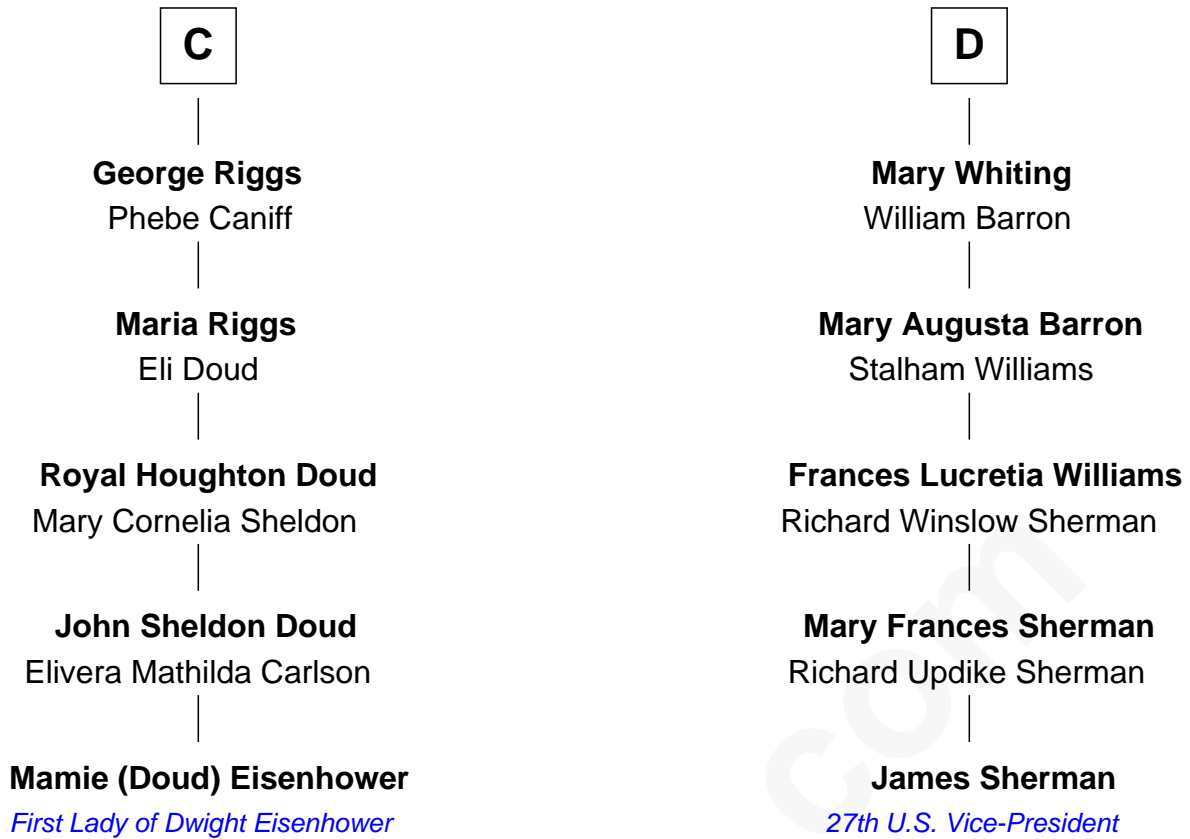 C
George Riggs
Phebe Caniff
Maria Riggs
Eli Doud
Royal Houghton Doud
Mary Cornelia Sheldon
John Sheldon Doud
Elivera Mathilda Carlson
Mamie (Doud) Eisenhower
First Lady of Dwight Eisenhower
D
Mary Whiting
William Barron
Mary Augusta Barron
Stalham Williams
Frances Lucretia Williams
Richard Winslow Sherman
Mary Frances Sherman
Richard Updike Sherman
James Sherman
27th U.S. Vice-President
com